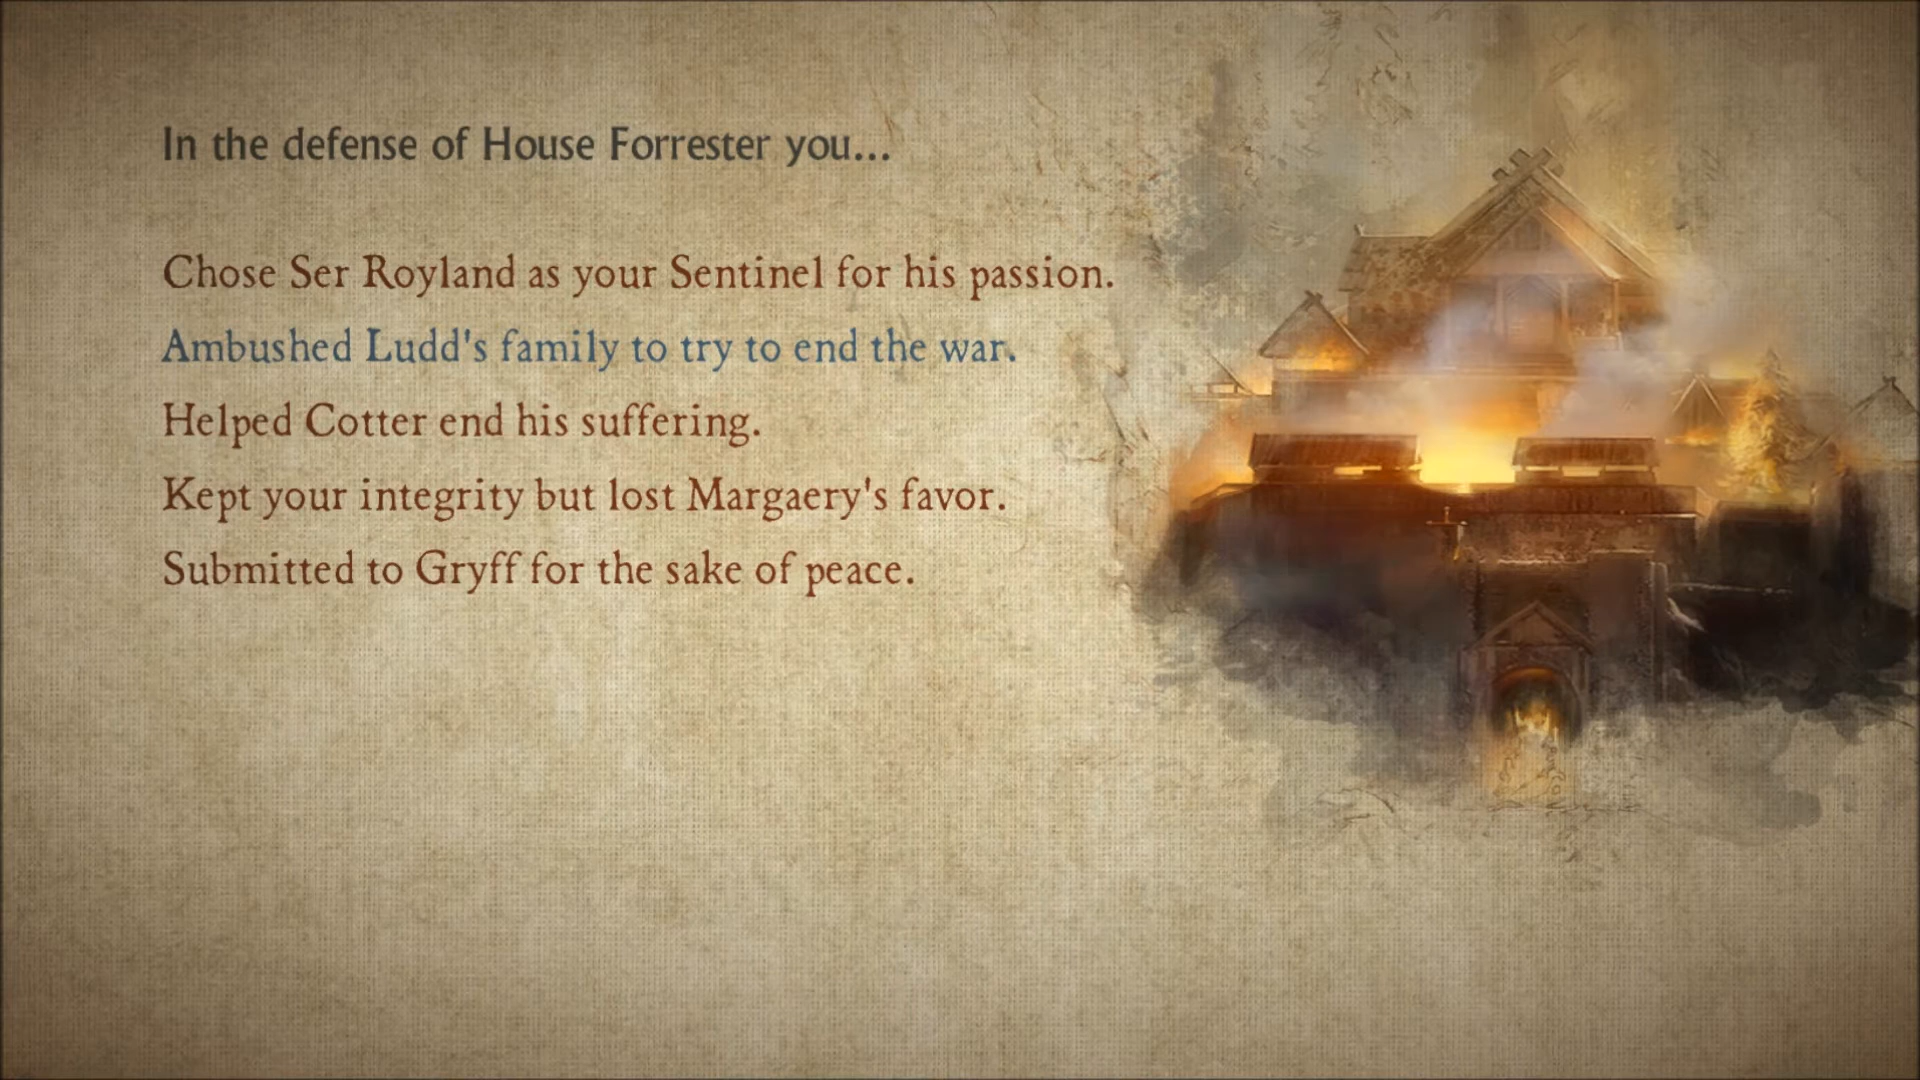 In the defense of House Forrester you...
Chose Ser Royland as your Sentinel for his passion.
Ambushed Ludd's family to try to end the war.
Helped Cotter end his suffering.
Kept your integrity but lost Margaery's favor.
Submitted to Gryff for the sake of peace.